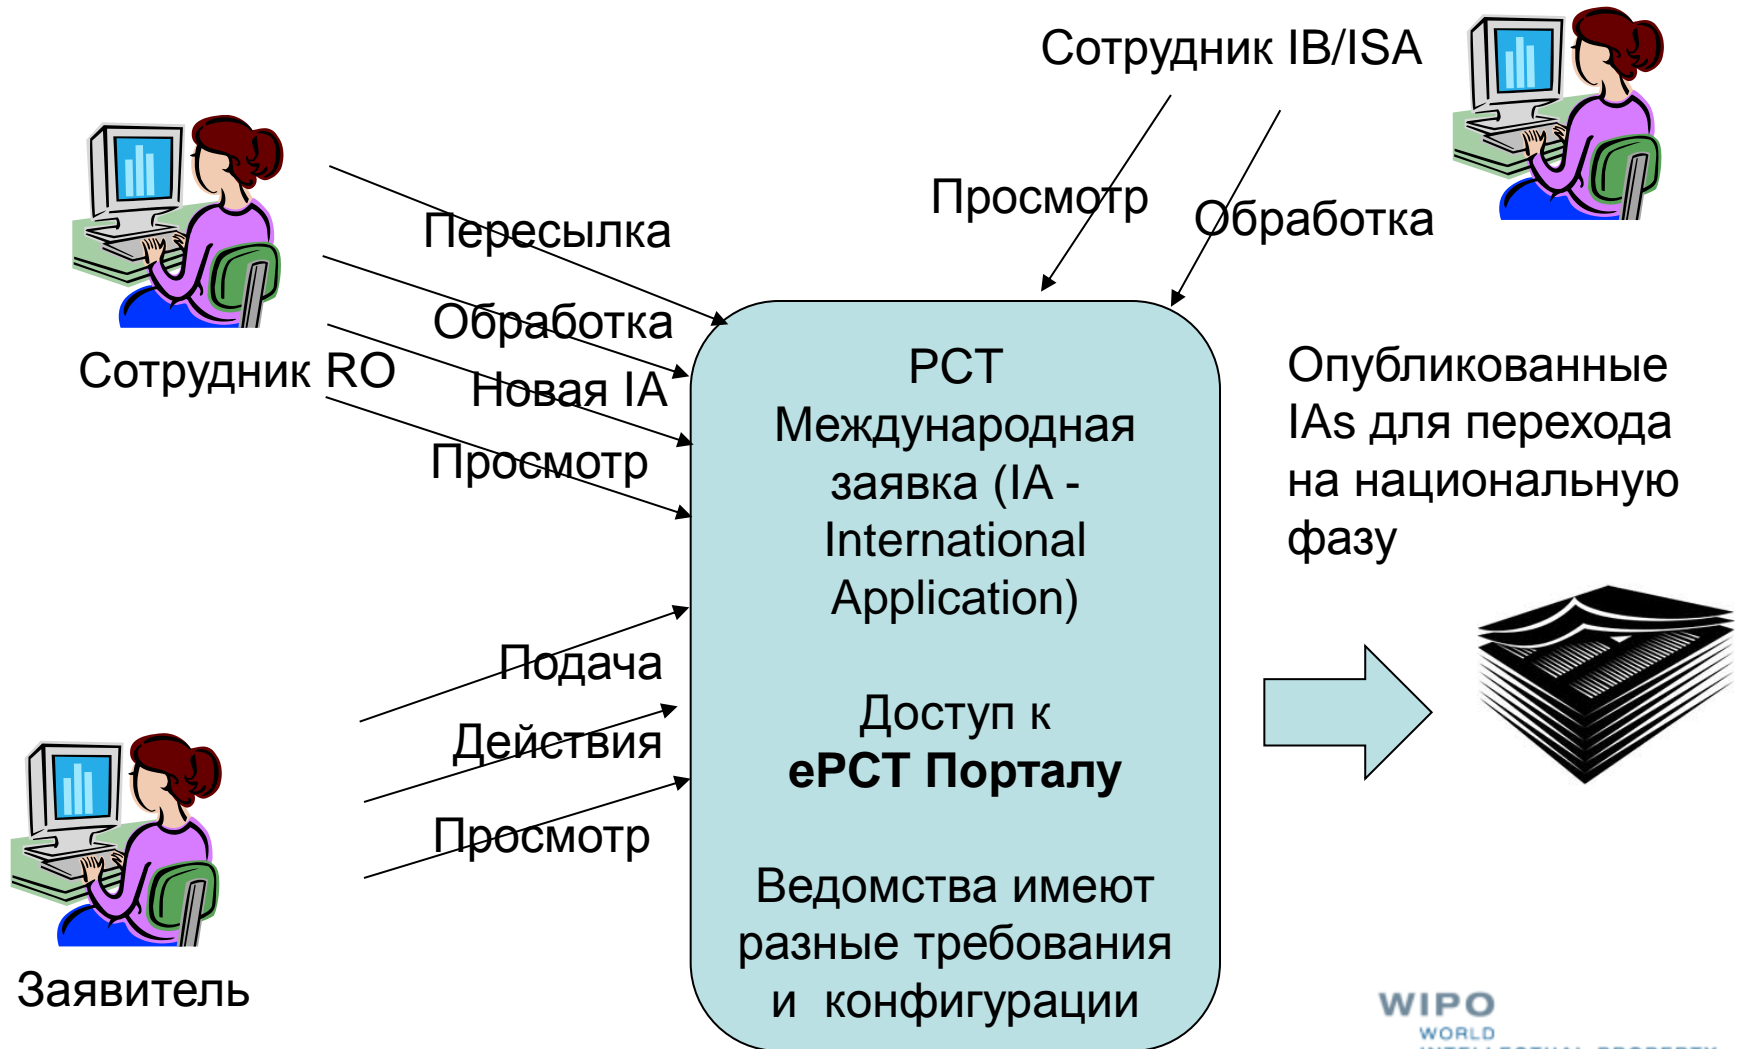 Сотрудник IB/ISA
Просмотр
Обработка
Пересылка
Обработка
Новая IA
Просмотр
Сотрудник RO
PCT
Международная
заявка (IA -
International
Application)
Доступ к
ePCT Порталу
Ведомства имеют
разные требования
и конфигурации
Опубликованные
IAs для перехода
на национальную
фазу
Подача
Действия
Просмотр
Заявитель
WIPO
WORLD
INTELLECTUAL PROPERTY